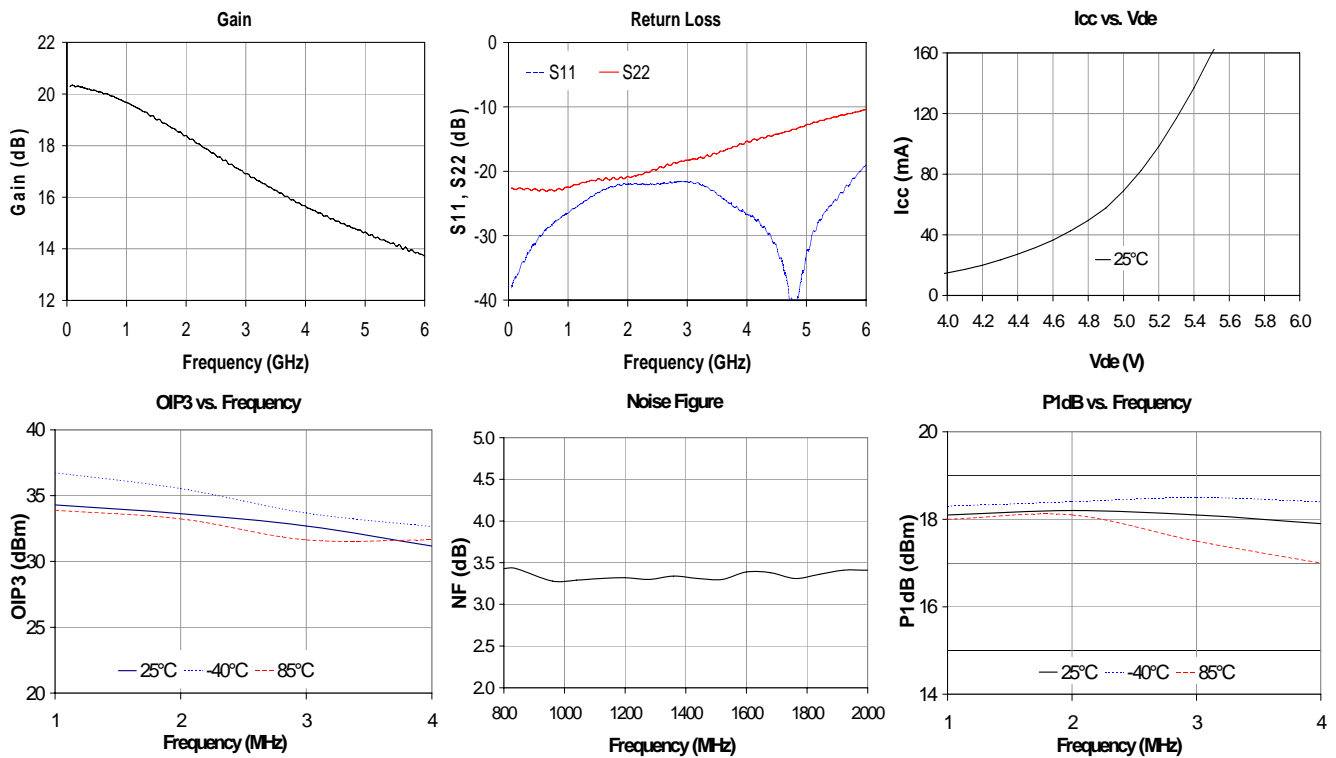 Gain
22
20
18
16
14
12
Gain (dB)
0 1 2 3 4 5 6
Frequency (GHz)
Return Loss
0
-10
-20
-30
-40
S11, S22 (dB)
S11 S22
0 1 2 3 4 5 6
Frequency (GHz)
Icc vs. Vde
160
120
80
40
0
Icc (mA)
25°C
4.0 4.2 4.4 4.6 4.8 5.0 5.2 5.4 5.6 5.8 6.0
Vde (V)
OIP3 vs. Frequency
40
35
30
25
20
OIP3 (dBm)
25°C -40°C 85°C
1 2 3 4
Frequency (MHz)
Noise Figure
5.0
4.5
4.0
3.5
3.0
2.5
2.0
NF (dB)
800 1000 1200 1400 1600 1800 2000
Frequency (MHz)
P1dB vs. Frequency
20
18
16
14
P1dB (dBm)
25°C -40°C 85°C
1 2 3 4
Frequency (MHz)